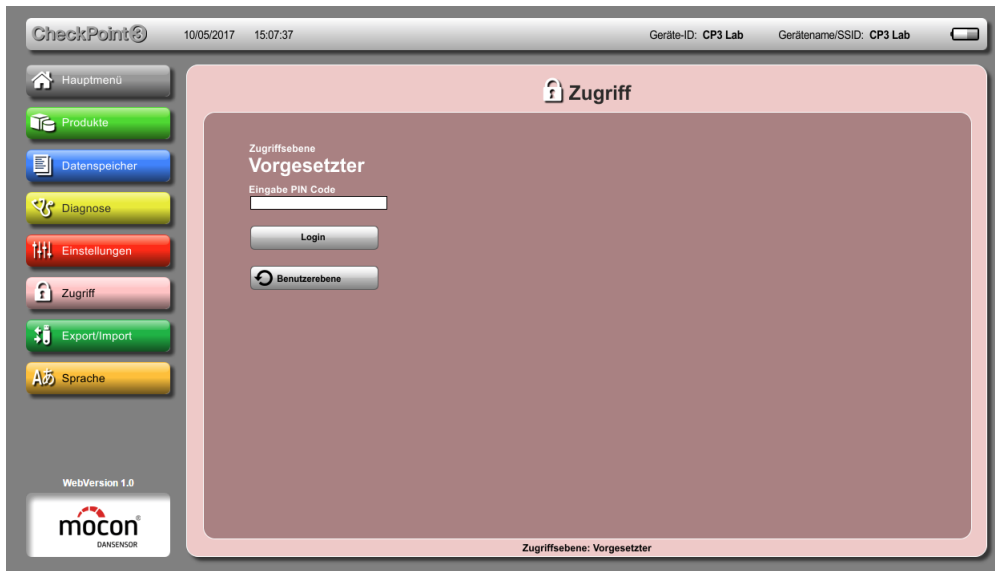 CheckPoint3 10/05/2017 15:07:37 Geräte-ID: CP3 Lab Gerätename/SSID: CP3 Lab
Hauptmenü
Produkte
Datenspeicher
Diagnose
Einstellungen
Zugriff
Export/Import
Aあ Sprache
WebVersion 1.0
mocon®
DANSENSOR
Zugriff
Zugriffsebene
Vorgesetzter
Eingabe PIN Code
Login
Benutzerebene
Zugriffsebene: Vorgesetzter